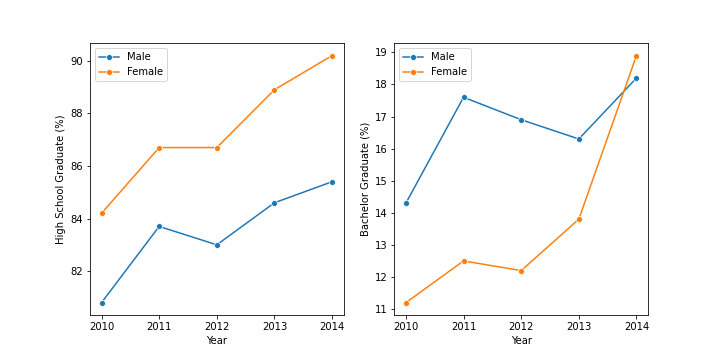 Male
Female
High School Graduate (%)
90
88
86
84
82
2010 2011 2012 2013 2014
Year
Male
Female
Bachelor Graduate (%)
19
18
17
16
15
14
13
12
11
2010 2011 2012 2013 2014
Year